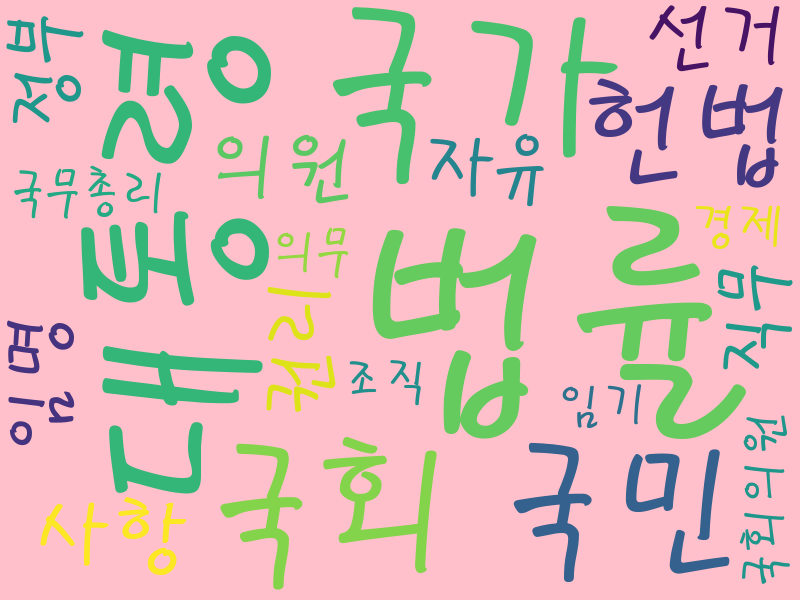 정부
대통령
국가
선거
헌법
의원
자유
국무총리
의무
법률
경제
직무
권리
임명
조직
임기
국회의원
사항
국회
국민